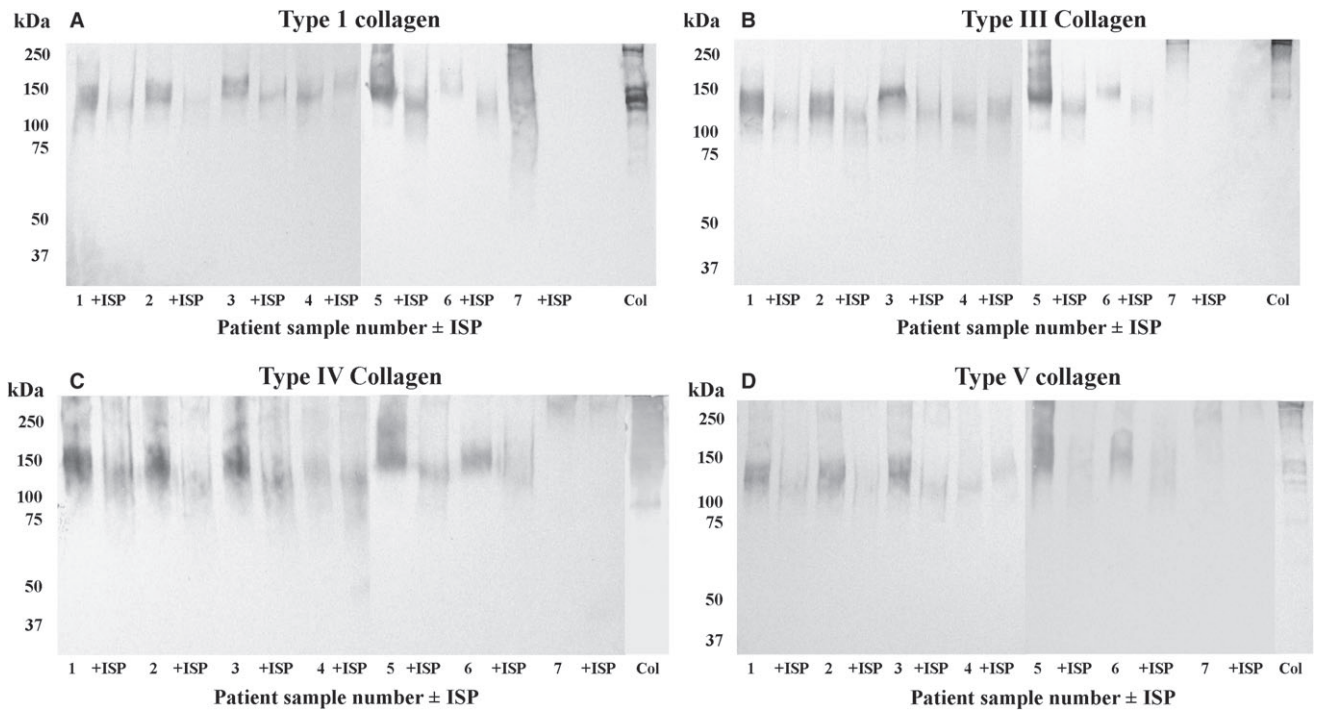 kDa A Type 1 collagen
250
150
100
75
50
37
1 +ISP 2 +ISP 3 +ISP 4 +ISP 5 +ISP 6 +ISP 7 +ISP Col
Patient sample number ± ISP
kDa B Type III Collagen
250
150
100
75
50
37
1 +ISP 2 +ISP 3 +ISP 4 +ISP 5 +ISP 6 +ISP 7 +ISP Col
Patient sample number ± ISP
kDa C Type IV Collagen
250
150
100
75
50
37
1 +ISP 2 +ISP 3 +ISP 4 +ISP 5 +ISP 6 +ISP 7 +ISP Col
Patient sample number ± ISP
kDa D Type V collagen
250
150
100
75
50
37
1 +ISP 2 +ISP 3 +ISP 4 +ISP 5 +ISP 6 +ISP 7 +ISP Col
Patient sample number ± ISP